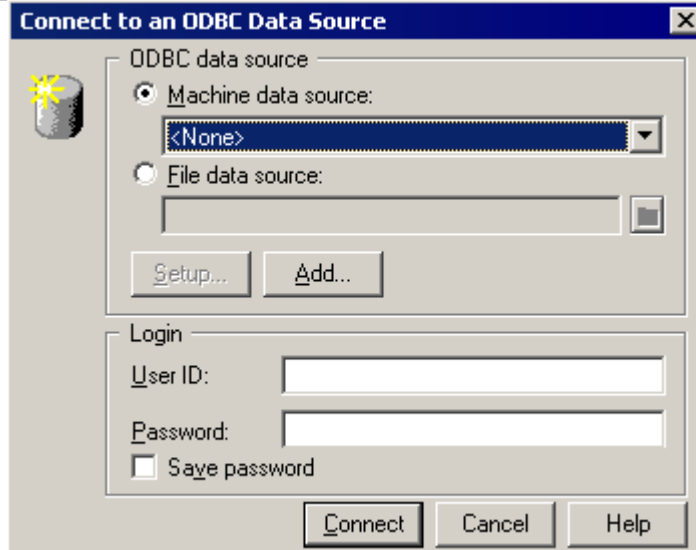 Connect to an ODBC Data Source
ODBC data source
Machine data source:
<None>
File data source:
Setup... Add...
Login
User ID:
Password:
Save password
Connect Cancel Help